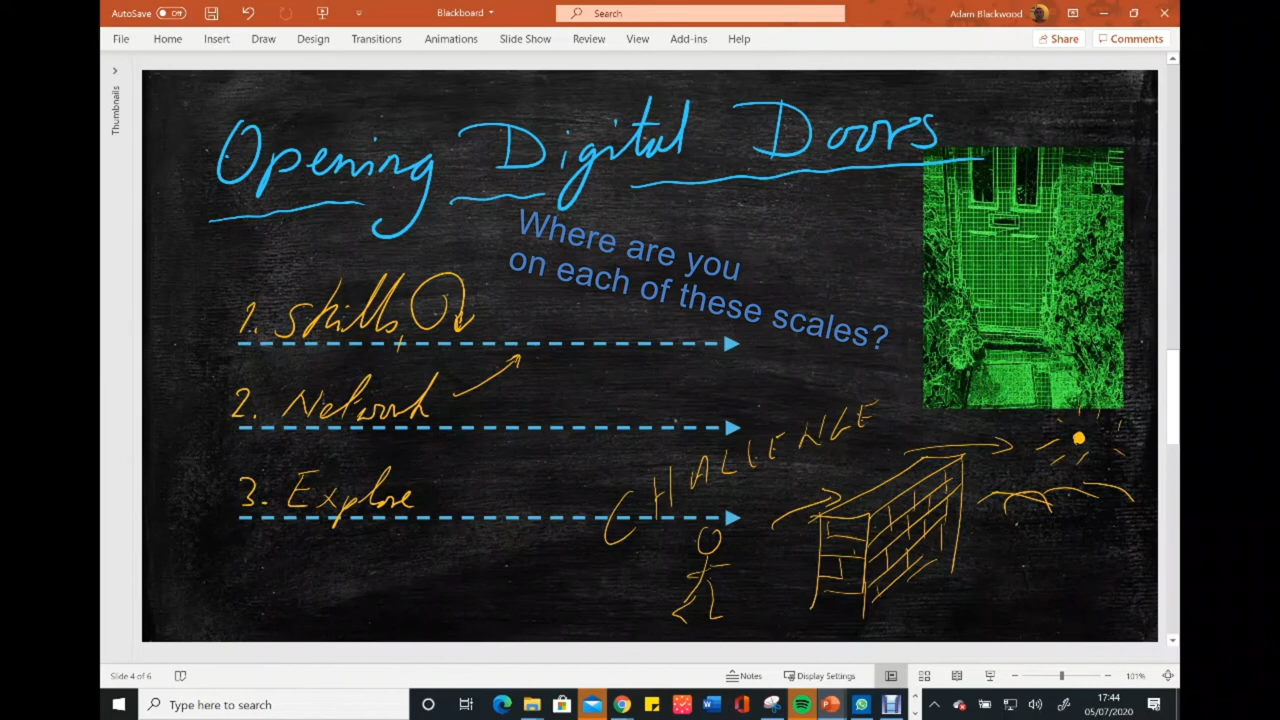 AutoSave Off Blackboard Search Adam Blackwood
File Home Insert Draw Design Transitions Animations Slide Show Review View Add-ins Help Share Comments
Thumbnails
Opening Digital Doors
Where are you
on each of these scales?
1. Skills
2. Network
3. Explore
CHALLENGE
Slide 4 of 6 Notes Display Settings 101%
Type here to search 17:44
05/07/2020